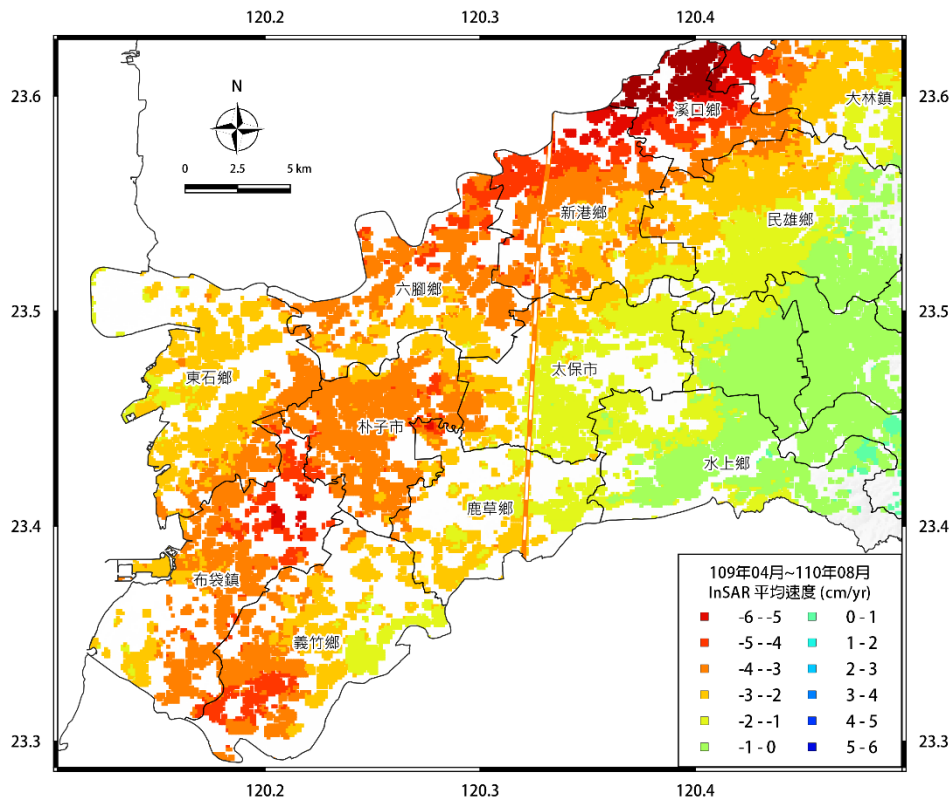 120.2 120.3 120.4
N
0 2.5 5 km
23.6 23.6
溪口鄉
大林鎮
新港鄉
民雄鄉
六腳鄉
23.5 23.5
東石鄉
太保市
朴子市
水上鄉
鹿草鄉
23.4 23.4
布袋鎮
義竹鄉
109年04月~110年08月
InSAR 平均速度 (cm/yr)
-6 - -5 0 - 1
-5 - -4 1 - 2
-4 - -3 2 - 3
-3 - -2 3 - 4
-2 - -1 4 - 5
-1 - 0 5 - 6
23.3 23.3
120.2 120.3 120.4